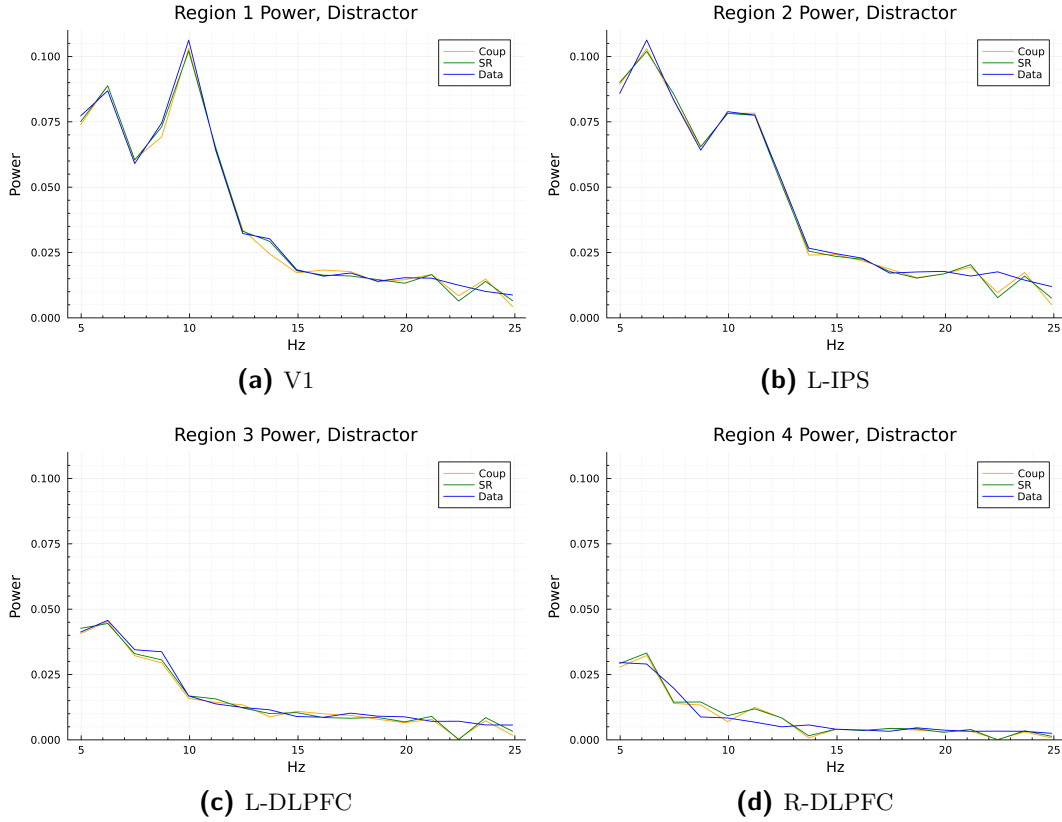 Region 1 Power, Distractor
Power
0.100
0.075
0.050
0.025
0.000
5 10 15 20 25
Hz
Coup
SR
Data
(a) V1
Region 2 Power, Distractor
Power
0.100
0.075
0.050
0.025
0.000
5 10 15 20 25
Hz
Coup
SR
Data
(b) L-IPS
Region 3 Power, Distractor
Power
0.100
0.075
0.050
0.025
0.000
5 10 15 20 25
Hz
Coup
SR
Data
(c) L-DLPFC
Region 4 Power, Distractor
Power
0.100
0.075
0.050
0.025
0.000
5 10 15 20 25
Hz
Coup
SR
Data
(d) R-DLPFC